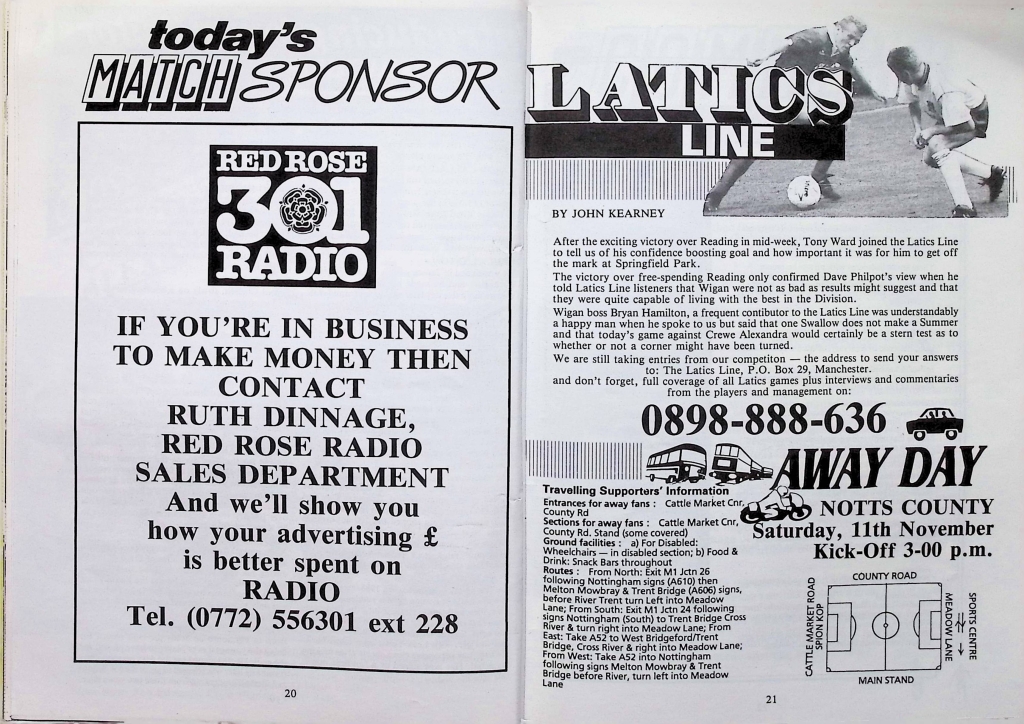 today's
MATCH SPONSOR
RED ROSE
301
RADIO
IF YOU'RE IN BUSINESS
TO MAKE MONEY THEN
CONTACT
RUTH DINNAGE,
RED ROSE RADIO
SALES DEPARTMENT
And we'll show you
how your advertising £
is better spent on
RADIO
Tel. (0772) 556301 ext 228
20
LATICS
LINE
BY JOHN KEARNEY
After the exciting victory over Reading in mid-week, Tony Ward joined the Latics Line
to tell us of his confidence boosting goal and how important it was for him to get off
the mark at Springfield Park.
The victory over free-spending Reading only confirmed Dave Philpot's view when he
told Latics Line listeners that Wigan were not as bad as results might suggest and that
they were quite capable of living with the best in the Division.
Wigan boss Bryan Hamilton, a frequent contibutor to the Latics Line was understandably
a happy man when he spoke to us but said that one Swallow does not make a Summer
and that today's game against Crewe Alexandra would certainly be a stern test as to
whether or not a corner might have been turned.
We are still taking entries from our competiton — the address to send your answers
to: The Latics Line, P.O. Box 29, Manchester.
and don't forget, full coverage of all Latics games plus interviews and commentaries
from the players and management on:
0898-888-636
AWAY DAY
NOTTS COUNTY
Saturday, 11th November
Kick-Off 3-00 p.m.
Travelling Supporters' Information
Entrances for away fans : Cattle Market Cnr,
County Rd
Sections for away fans : Cattle Market Cnr,
County Rd. Stand (some covered)
Ground facilities : a) For Disabled:
Wheelchairs — in disabled section; b) Food &
Drink: Snack Bars throughout
Routes : From North: Exit M1 Jctn 26
following Nottingham signs (A610) then
Melton Mowbray & Trent Bridge (A606) signs,
before River Trent turn Left into Meadow
Lane; From South: Exit M1 Jctn 24 following
signs Nottingham (South) to Trent Bridge Cross
River & turn right into Meadow Lane; From
East: Take A52 to West Bridgeford/Trent
Bridge, Cross River & right into Meadow Lane;
From West: Take A52 into Nottingham
following signs Melton Mowbray & Trent
Bridge before River, turn left into Meadow
Lane
COUNTY ROAD
CATTLE MARKET ROAD
SPION KOP
MEADOW LANE
SPORTS CENTRE
MAIN STAND
21